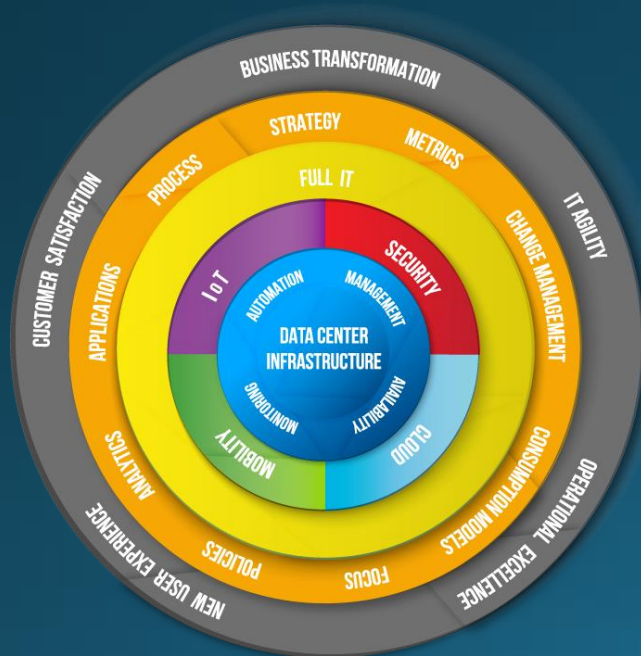 BUSINESS TRANSFORMATION
IT AGILITY
OPERATIONAL EXCELLENCE
NEW USER EXPERIENCE
CUSTOMER SATISFACTION
STRATEGY
METRICS
CHANGE MANAGEMENT
CONSUMPTION MODELS
FOCUS
POLICIES
ANALYTICS
APPLICATIONS
PROCESS
FULL IT
IoT
SECURITY
CLOUD
MOBILITY
AUTOMATION
MANAGEMENT
AVAILABILITY
MONITORING
DATA CENTER
INFRASTRUCTURE